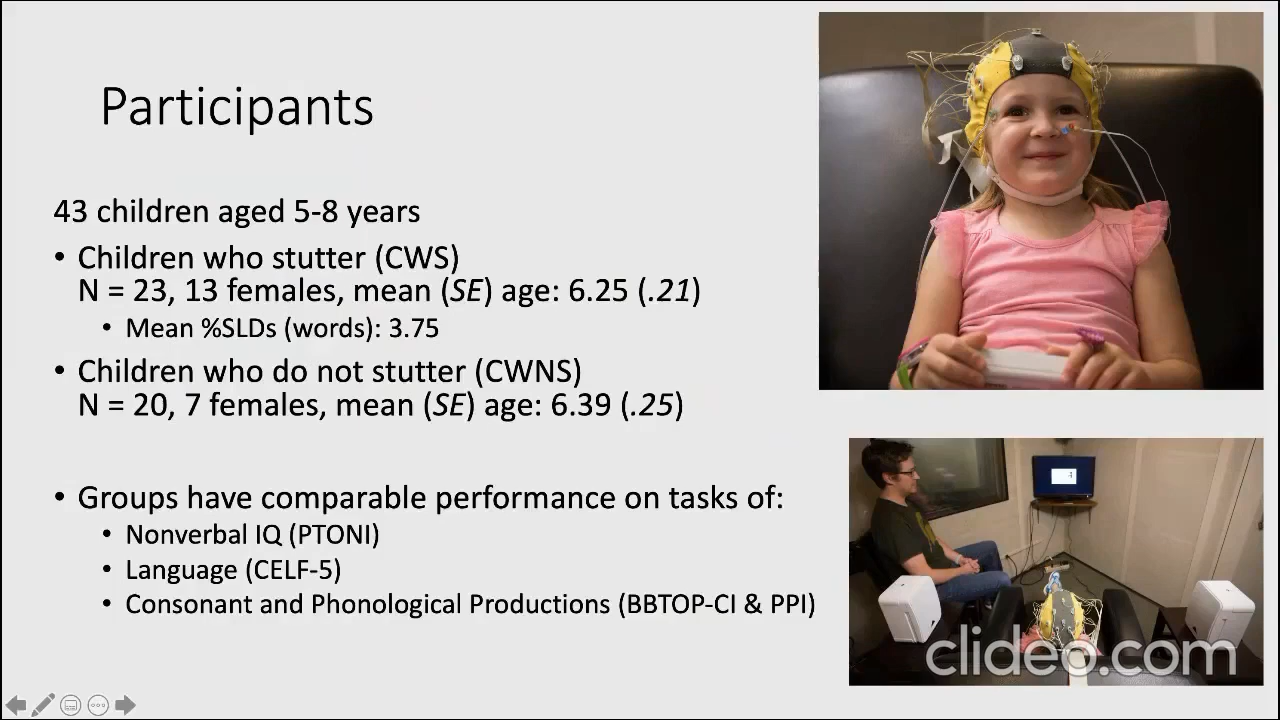 Participants
43 children aged 5-8 years
• Children who stutter (CWS)
N = 23, 13 females, mean (SE) age: 6.25 (.21)
• Mean %SLDs (words): 3.75
• Children who do not stutter (CWNS)
N = 20, 7 females, mean (SE) age: 6.39 (.25)
• Groups have comparable performance on tasks of:
• Nonverbal IQ (PTONI)
• Language (CELF-5)
• Consonant and Phonological Productions (BBTOP-CI & PPI)
clideo.com